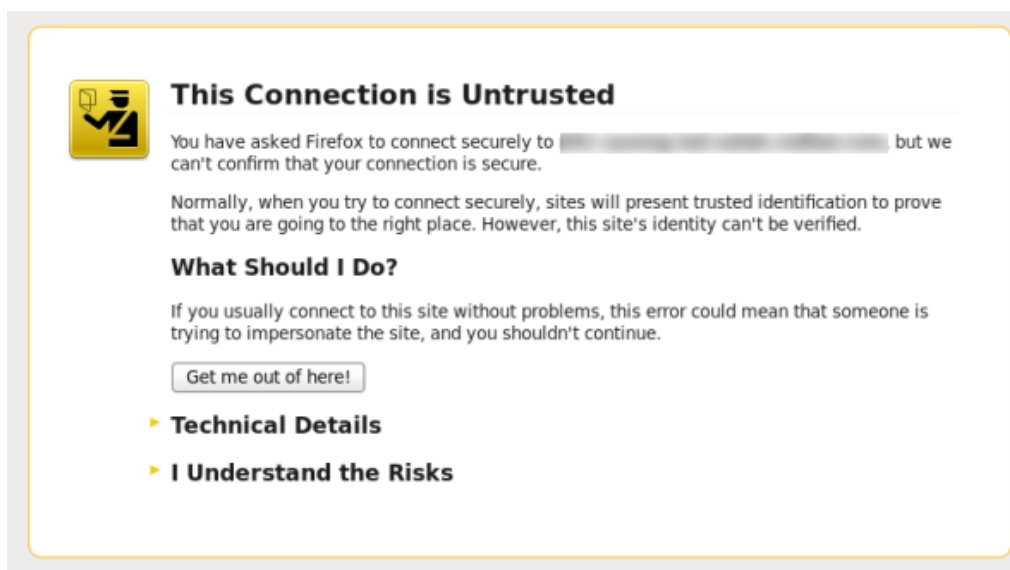 This Connection is Untrusted
You have asked Firefox to connect securely to , but we
can't confirm that your connection is secure.
Normally, when you try to connect securely, sites will present trusted identification to prove
that you are going to the right place. However, this site's identity can't be verified.
What Should I Do?
If you usually connect to this site without problems, this error could mean that someone is
trying to impersonate the site, and you shouldn't continue.
Get me out of here!
Technical Details
I Understand the Risks